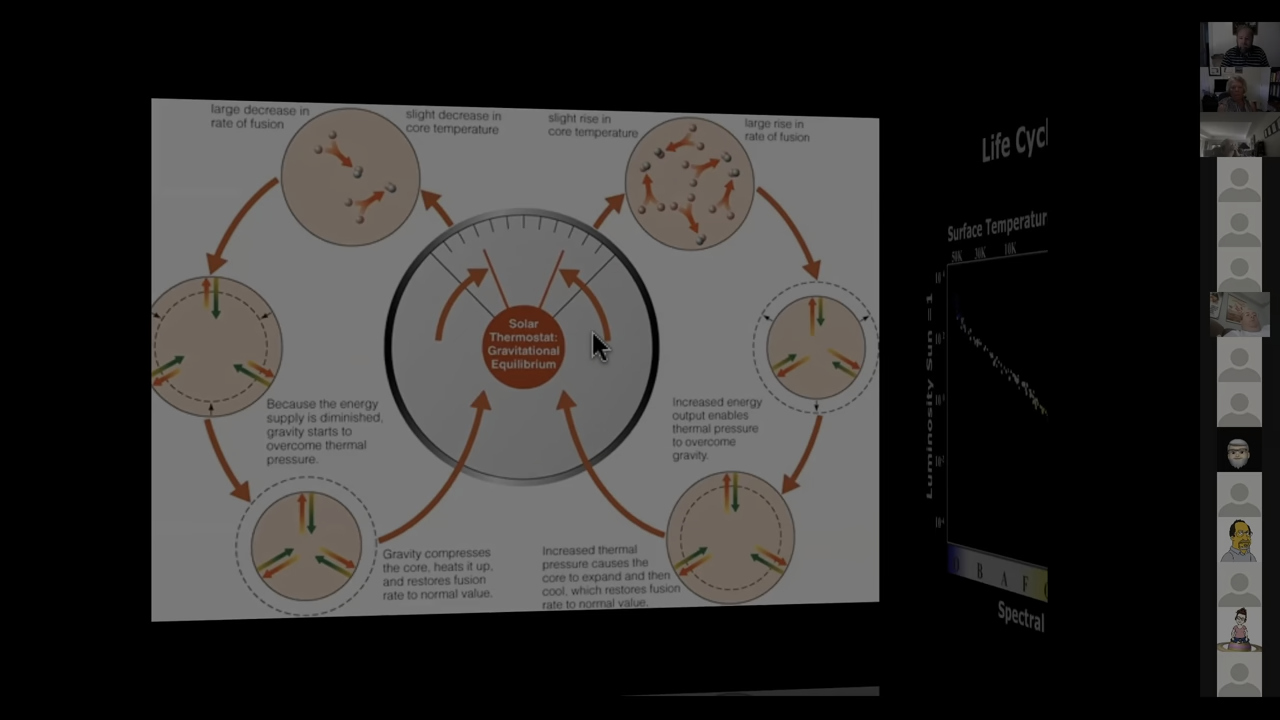 large decrease in
rate of fusion
slight decrease in
core temperature
slight rise in
core temperature
large rise in
rate of fusion
Solar
Thermostat:
Gravitational
Equilibrium
Because the energy
supply is diminished,
gravity starts to
overcome thermal
pressure.
Increased energy
output enables
thermal pressure
to overcome
gravity.
Gravity compresses
the core, heats it up,
and restores fusion
rate to normal value.
Increased thermal
pressure causes the
core to expand and then
cool, which restores fusion
rate to normal value.
Life Cycl
Surface Temperatur
30K 10K
Luminosity Sun = 1
B A F
Spectral